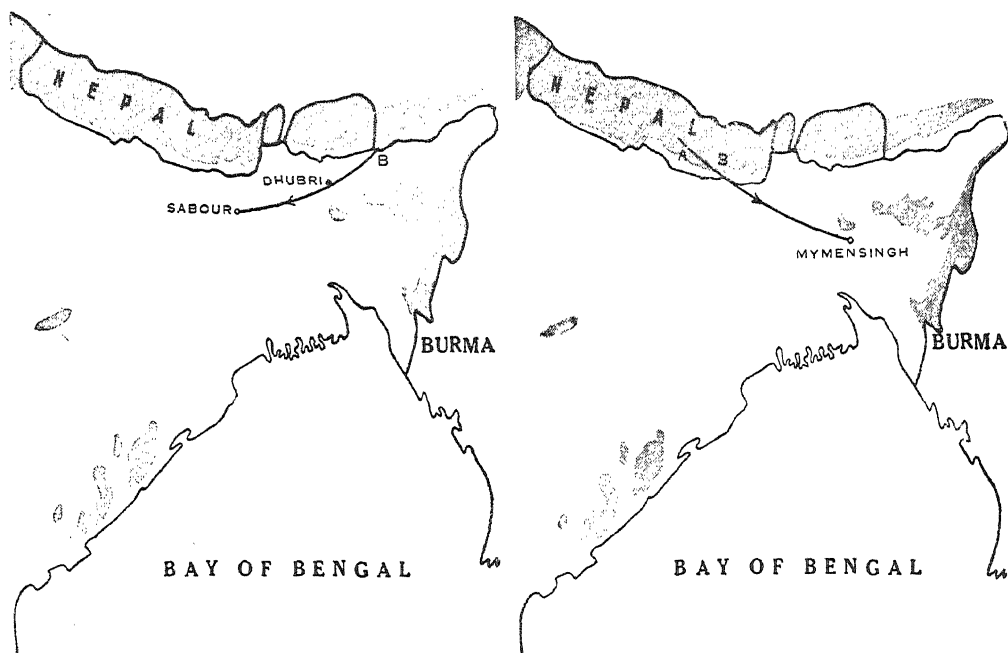 NEPAL
B
DHUBRI
SABOUR
BURMA
BAY OF BENGAL
NEPAL
A B
MYMENSINGH
BURMA
BAY OF BENGAL